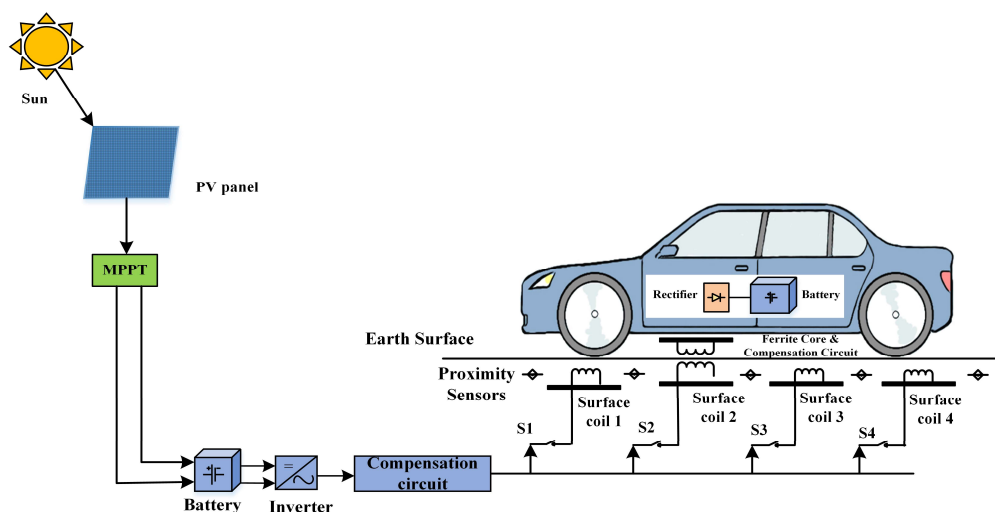 Sun
PV panel
MPPT
Rectifier
Battery
Earth Surface
Ferrite Core &
Compensation Circuit
Proximity
Sensors
Surface
coil 1
Surface
coil 2
Surface
coil 3
Surface
coil 4
S1
S2
S3
S4
Compensation
circuit
Battery
Inverter